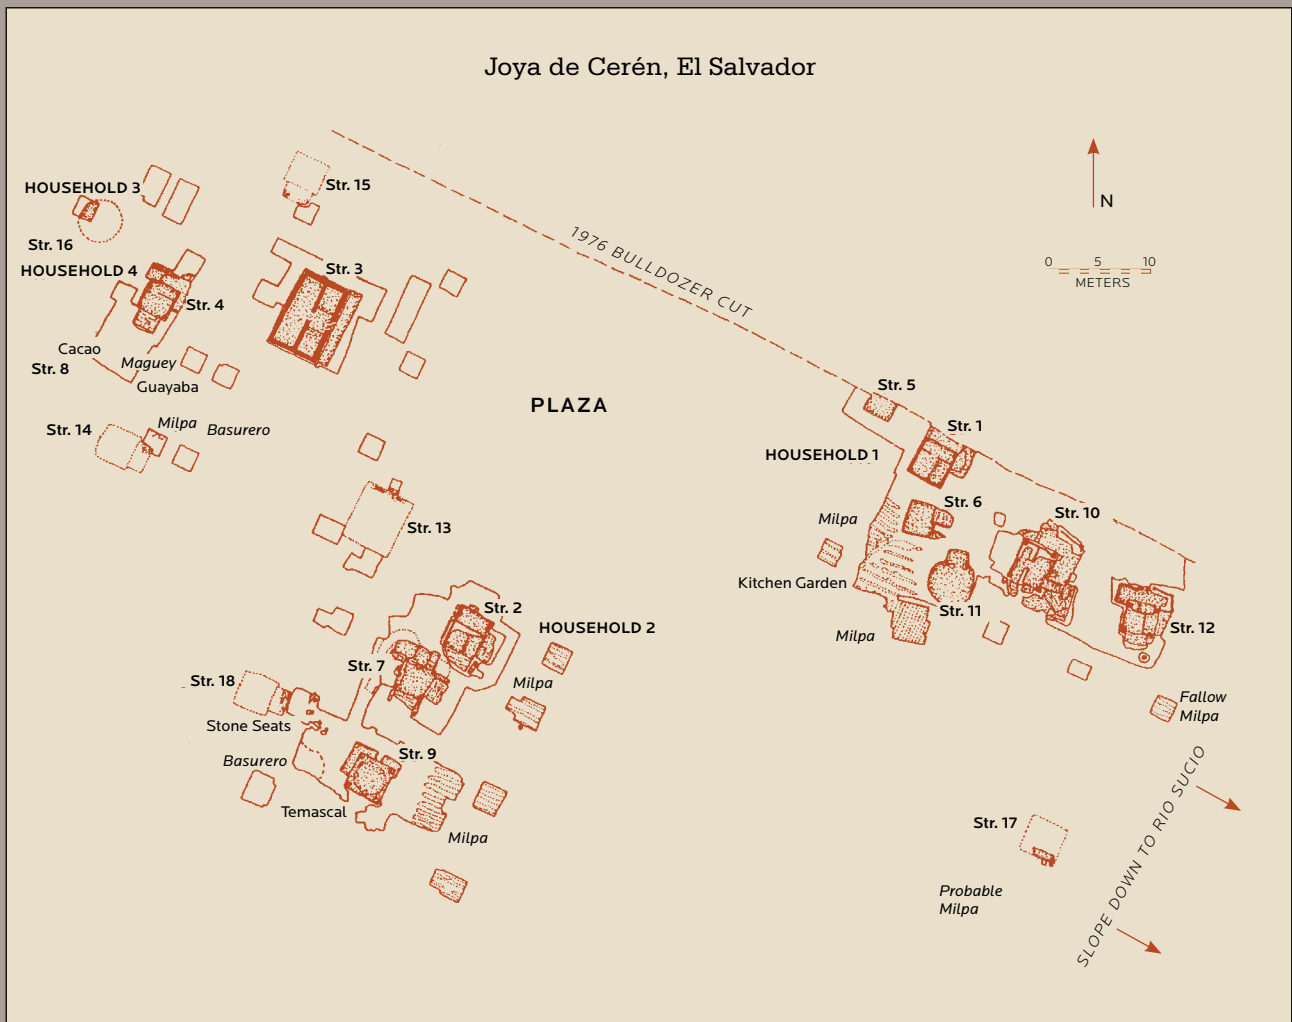 Joya de Cerén, El Salvador
HOUSEHOLD 3
Str. 15
N
Str. 16
1976 BULLDOZER CUT
HOUSEHOLD 4
Str. 3
0 5 10
METERS
Str. 4
Cacao
Maguey
Str. 8
Guayaba
Str. 5
PLAZA
Str. 14
Milpa
Basurero
Str. 1
HOUSEHOLD 1
Str. 6
Str. 10
Milpa
Str. 13
Kitchen Garden
Str. 2
Str. 11
HOUSEHOLD 2
Milpa
Str. 12
Str. 7
Str. 18
Milpa
Fallow
Milpa
Stone Seats
Str. 9
Basurero
SLOPE DOWN TO RIO SUCIO
Temascal
Str. 17
Milpa
Probable
Milpa